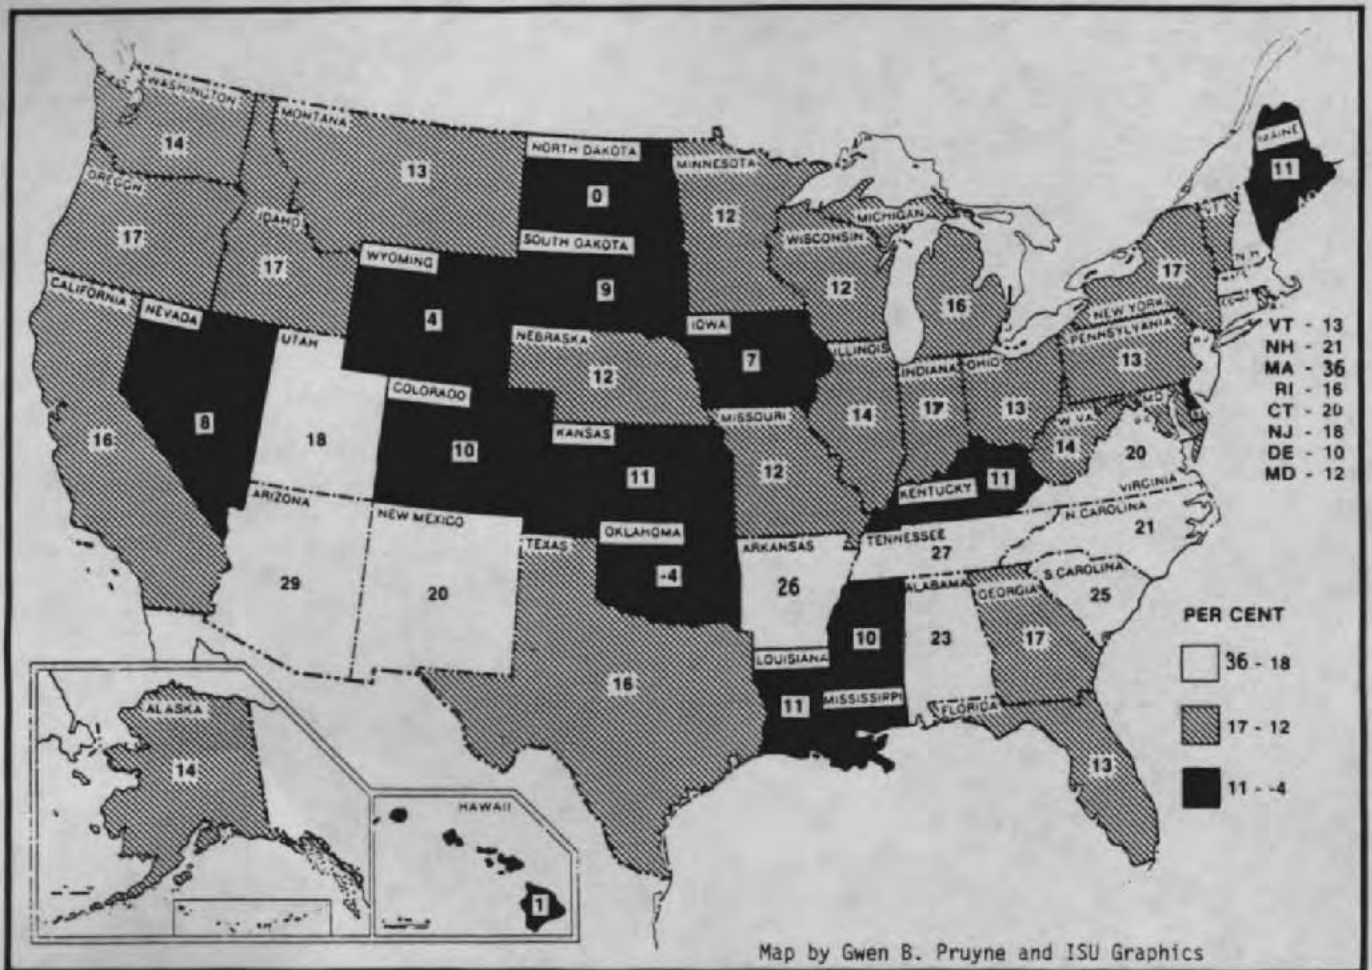 WASHINGTON
14
MONTANA
13
NORTH DAKOTA
0
MINNESOTA
12
MAINE
11
OREGON
17
IDAHO
17
WYOMING
4
SOUTH DAKOTA
9
WISCONSIN
12
MICHIGAN
16
VT.
N.H.
MASS.
CONN.
NEW YORK
17
CALIFORNIA
16
NEVADA
8
UTAH
18
COLORADO
10
NEBRASKA
12
IOWA
7
ILLINOIS
14
INDIANA
17
OHIO
13
PENNSYLVANIA
13
N.J.
VT - 13
NH - 21
MA - 36
RI - 16
CT - 20
NJ - 18
DE - 10
MD - 12
KANSAS
11
MISSOURI
12
KENTUCKY
11
W. VA.
14
MD.
VIRGINIA
20
ARIZONA
29
NEW MEXICO
20
TEXAS
16
OKLAHOMA
-4
ARKANSAS
26
TENNESSEE
27
N CAROLINA
21
S CAROLINA
25
LOUISIANA
11
MISSISSIPPI
10
ALABAMA
23
GEORGIA
17
FLORIDA
13
ALASKA
14
HAWAII
1
PER CENT
36 - 18
17 - 12
11 - -4
Map by Gwen B. Pruyne and ISU Graphics